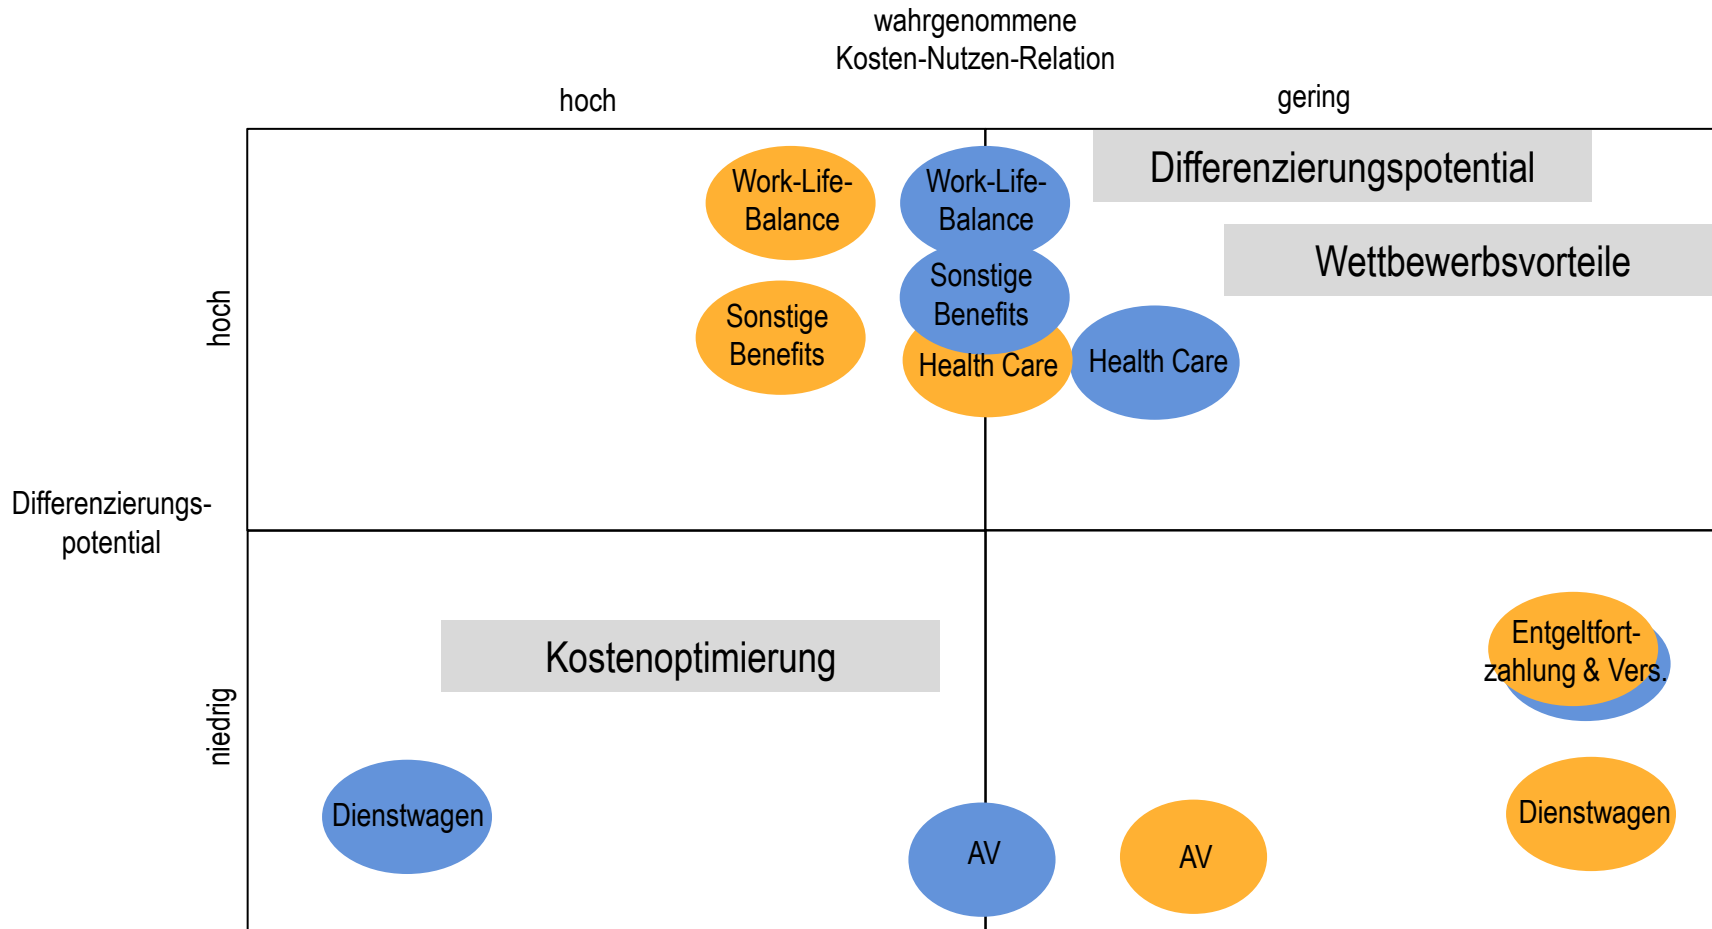 wahrgenommene
Kosten-Nutzen-Relation
hoch
gering
Differenzierungspotential
Work-Life-
Balance
Work-Life-
Balance
Wettbewerbsvorteile
Sonstige
Benefits
Sonstige
Benefits
Health Care
Health Care
hoch
Differenzierungs-
potential
Kostenoptimierung
Entgeltfort-
zahlung & Vers.
niedrig
Dienstwagen
Dienstwagen
AV
AV